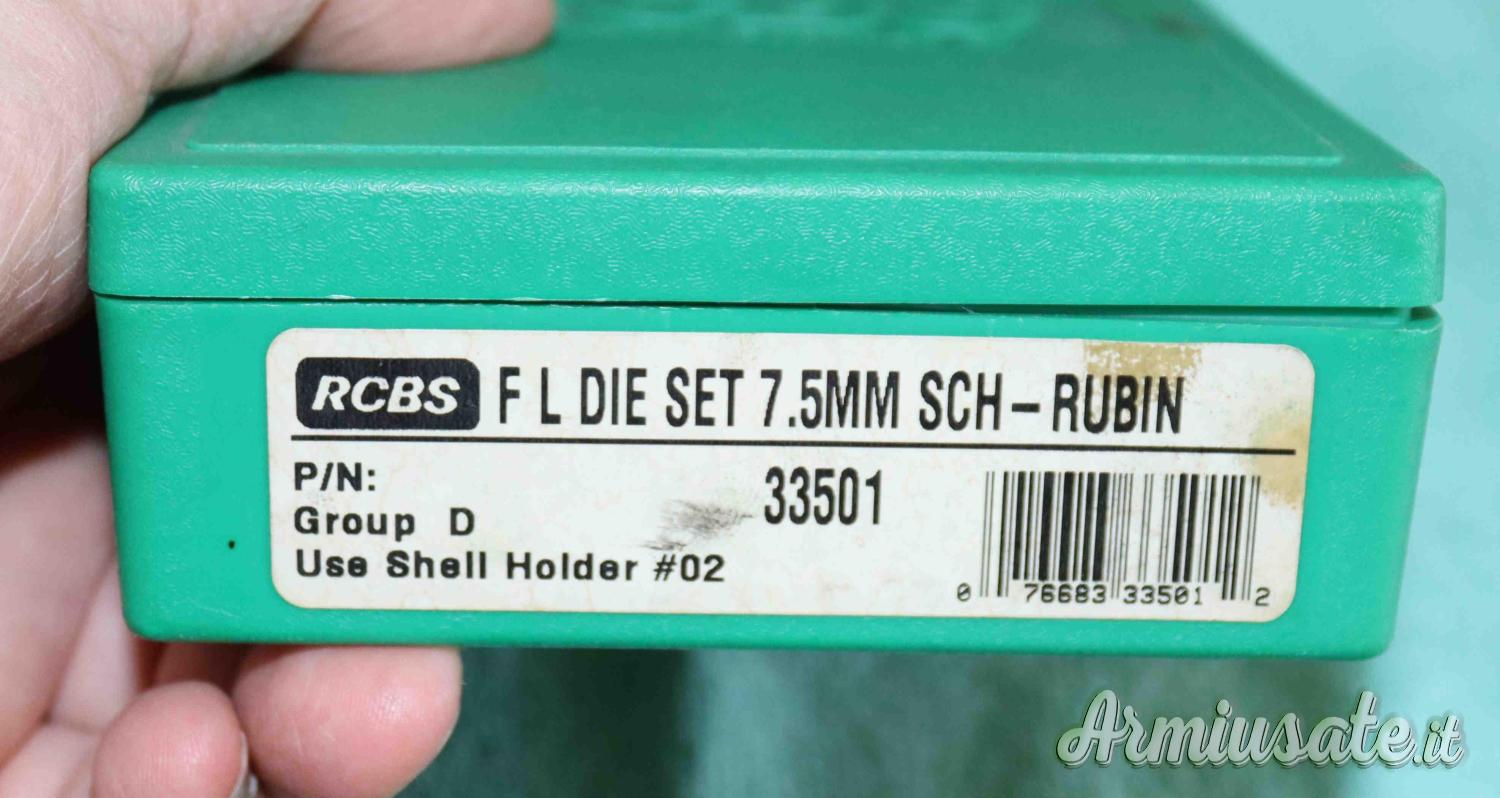 RCBS F L DIE SET 7.5MM SCH-RUBIN
P/N: 33501
Group D
Use Shell Holder #02
0 76683 33501 2
Armiusate.it